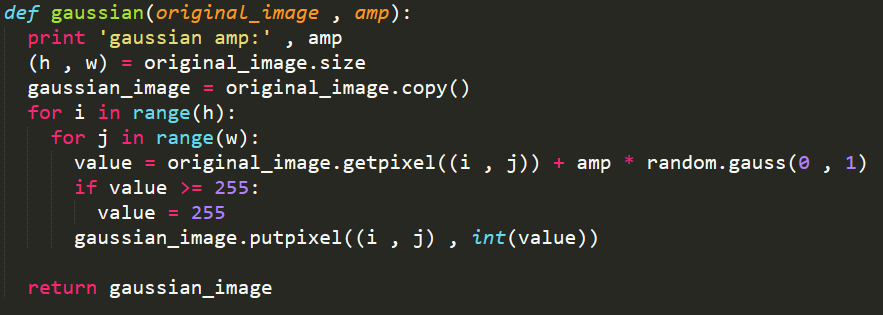 def gaussian(original_image , amp):
  print 'gaussian amp:' , amp
  (h , w) = original_image.size
  gaussian_image = original_image.copy()
  for i in range(h):
    for j in range(w):
      value = original_image.getpixel((i , j)) + amp * random.gauss(0 , 1)
      if value >= 255:
        value = 255
      gaussian_image.putpixel((i , j) , int(value))

  return gaussian_image